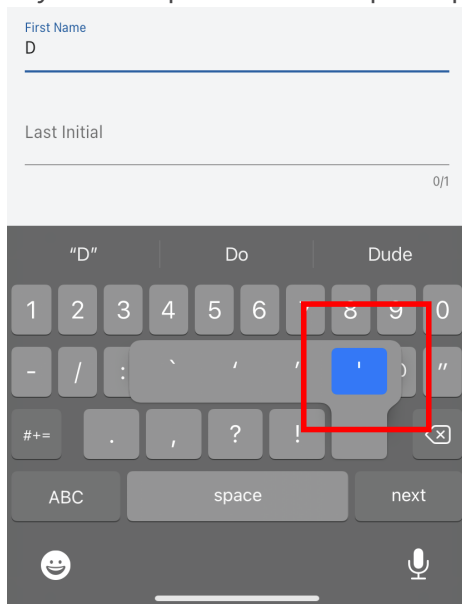 First Name
D
Last Initial
0/1
“D” Do Dude
1 2 3 4 5 6 7 8 9 0
- / : ` ‘ ’ ' ”
#+= . , ? !
ABC space next